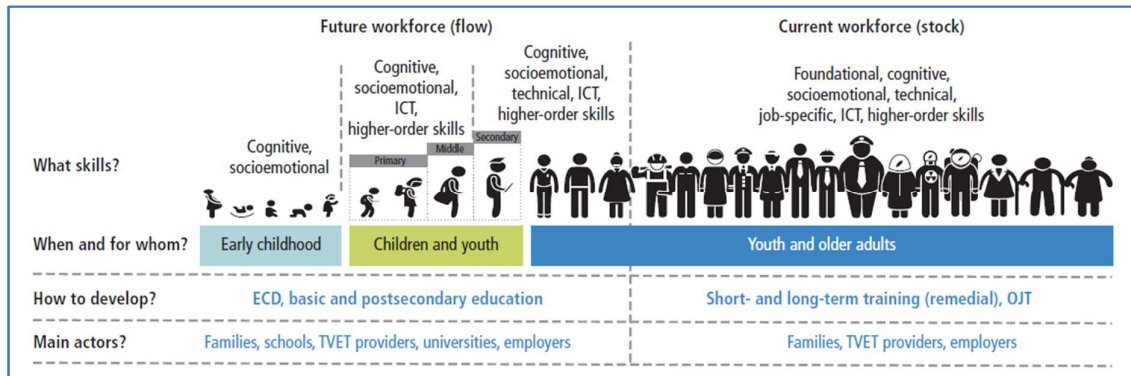 Future workforce (flow)
Current workforce (stock)
What skills?
Cognitive,
socioemotional
Cognitive,
socioemotional,
ICT,
higher-order skills
Cognitive,
socioemotional,
technical, ICT,
higher-order skills
Foundational, cognitive,
socioemotional, technical,
job-specific, ICT, higher-order skills
Primary
Middle
Secondary
When and for whom?
Early childhood
Children and youth
Youth and older adults
How to develop?
ECD, basic and postsecondary education
Short- and long-term training (remedial), OJT
Main actors?
Families, schools, TVET providers, universities, employers
Families, TVET providers, employers